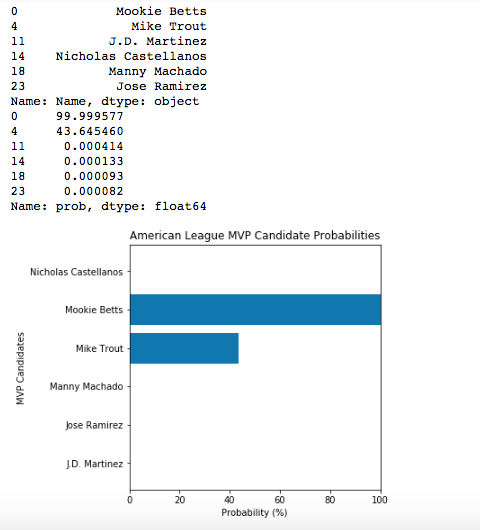 0 Mookie Betts
4 Mike Trout
11 J.D. Martinez
14 Nicholas Castellanos
18 Manny Machado
23 Jose Ramirez
Name: Name, dtype: object
0 99.999577
4 43.645460
11 0.000414
14 0.000133
18 0.000093
23 0.000082
Name: prob, dtype: float64
American League MVP Candidate Probabilities
MVP Candidates
Nicholas Castellanos
Mookie Betts
Mike Trout
Manny Machado
Jose Ramirez
J.D. Martinez
0 20 40 60 80 100
Probability (%)